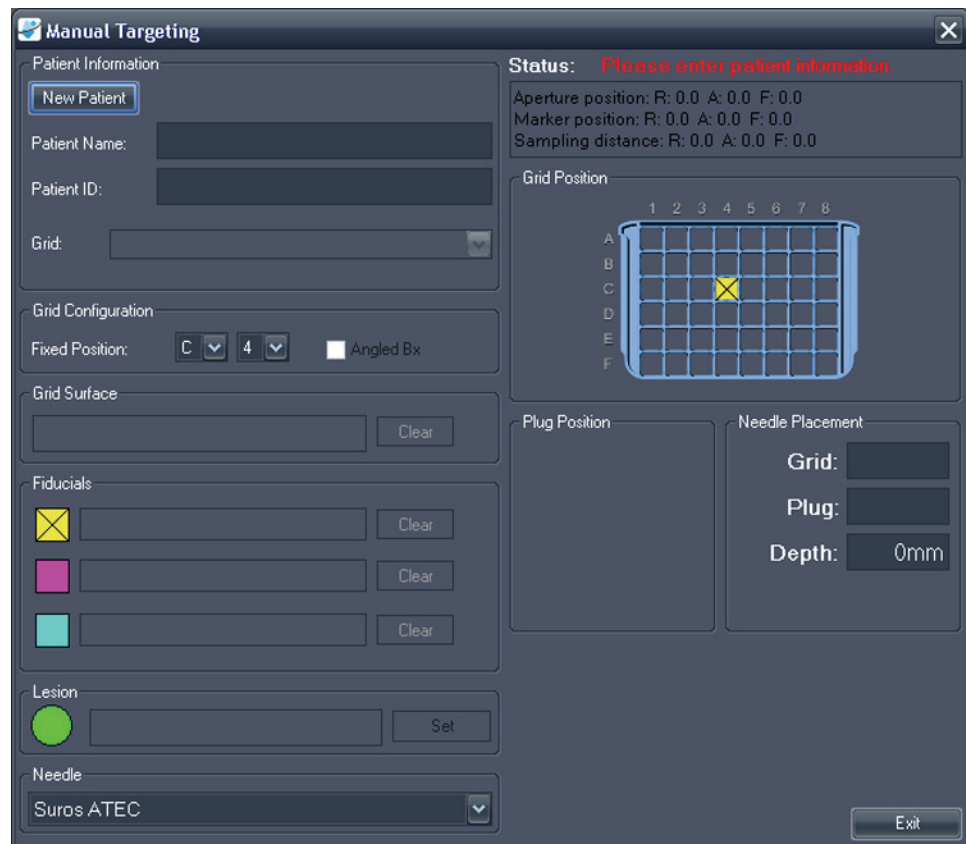 Manual Targeting
Patient Information
New Patient
Patient Name:
Patient ID:
Grid:
Grid Configuration
Fixed Position:
C
4
Angled Bx
Grid Surface
Clear
Fiducials
Clear
Clear
Clear
Lesion
Set
Needle
Suros ATEC
Status: Please enter patient information.
Aperture position: R: 0.0 A: 0.0 F: 0.0
Marker position: R: 0.0 A: 0.0 F: 0.0
Sampling distance: R: 0.0 A: 0.0 F: 0.0
Grid Position
1 2 3 4 5 6 7 8
A
B
C
D
E
F
Plug Position
Needle Placement
Grid:
Plug:
Depth: 0mm
Exit